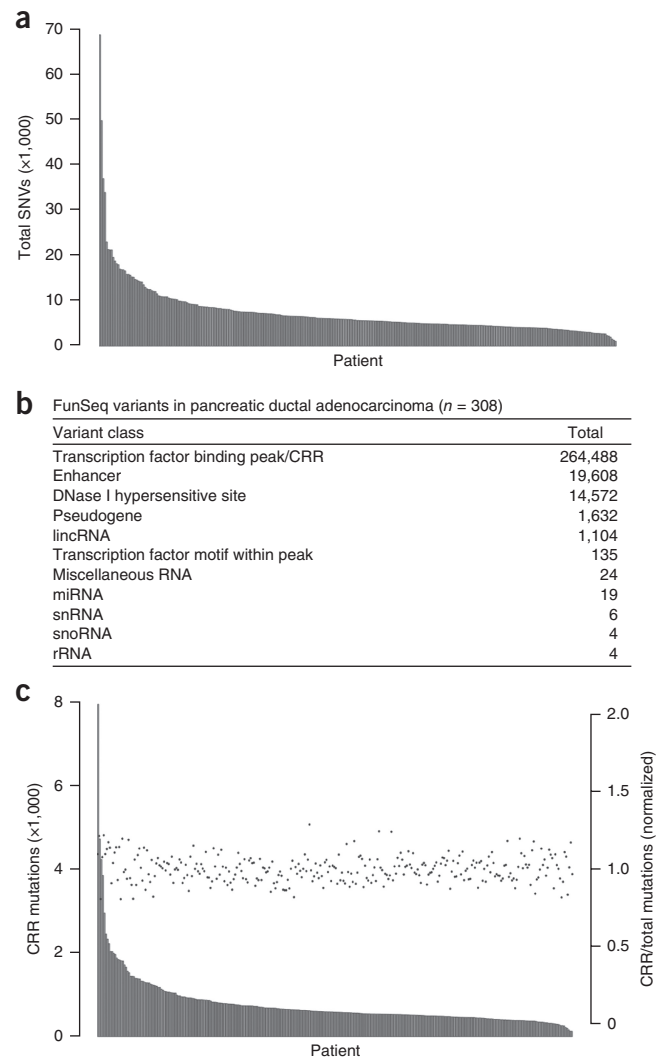 a
70
60
50
40
30
20
10
0
Total SNVs (×1,000)
Patient
b FunSeq variants in pancreatic ductal adenocarcinoma (n = 308)
Variant class Total
Transcription factor binding peak/CRR 264,488
Enhancer 19,608
DNase I hypersensitive site 14,572
Pseudogene 1,632
lincRNA 1,104
Transcription factor motif within peak 135
Miscellaneous RNA 24
miRNA 19
snRNA 6
snoRNA 4
rRNA 4
c
8
6
4
2
0
CRR mutations (×1,000)
2.0
1.5
1.0
0.5
0
CRR/total mutations (normalized)
Patient